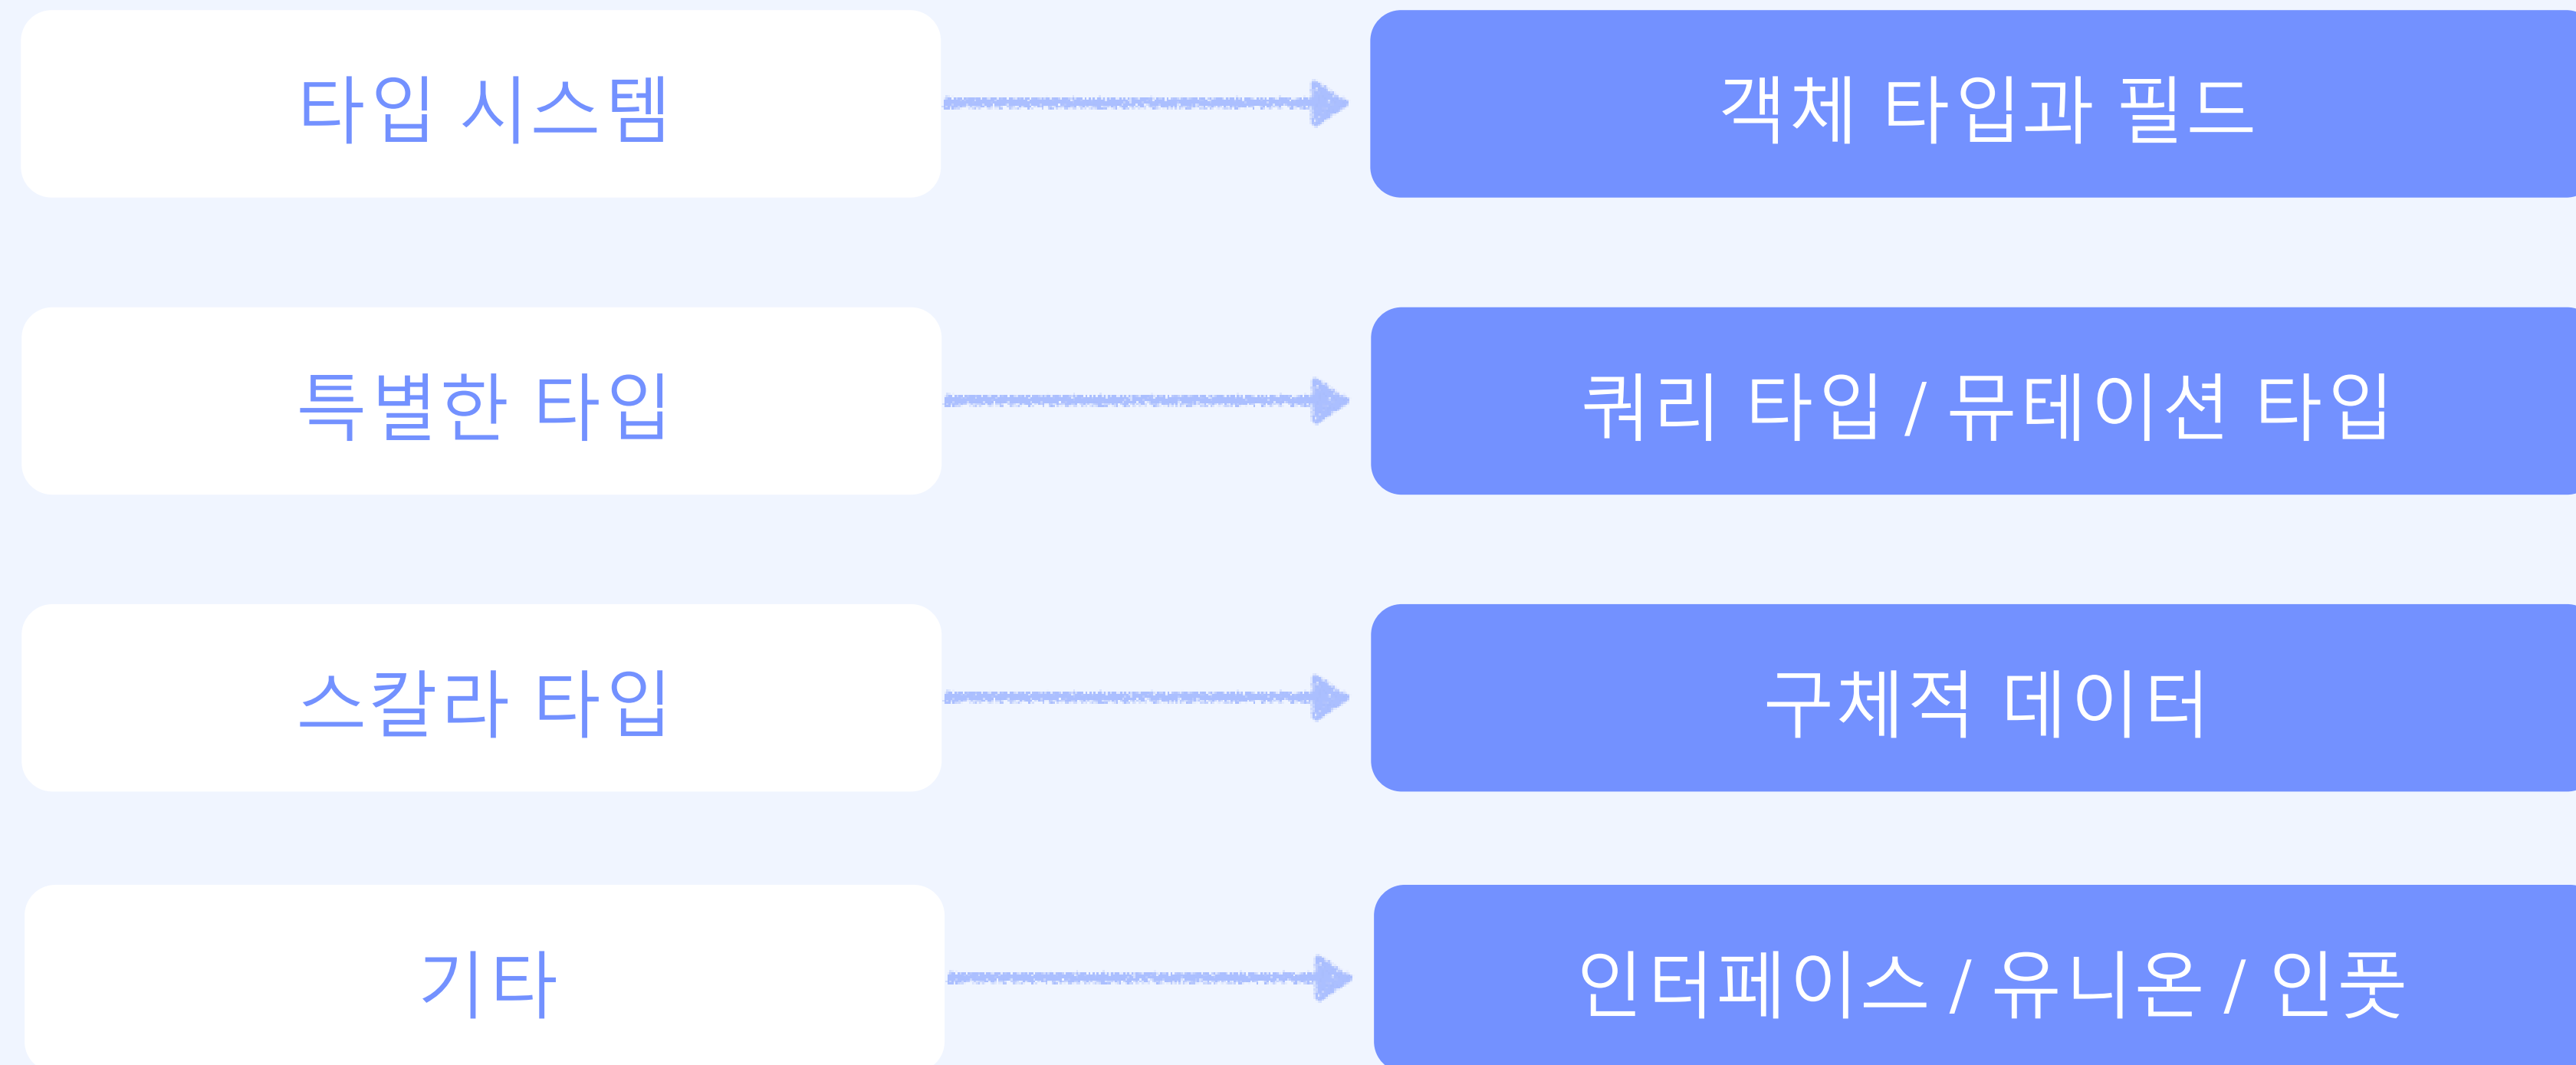 타입 시스템
객체 타입과 필드
특별한 타입
쿼리 타입 / 뮤테이션 타입
스칼라 타입
구체적 데이터
기타
인터페이스 / 유니온 / 인풋